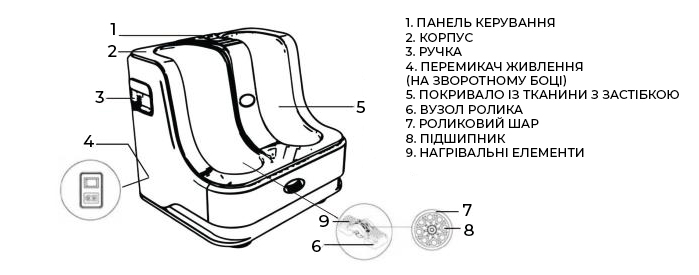 1
2
3
4
5
9
6
7
8
1. ПАНЕЛЬ КЕРУВАННЯ
2. КОРПУС
3. РУЧКА
4. ПЕРЕМИКАЧ ЖИВЛЕННЯ
(НА ЗВОРОТНОМУ БОЦІ)
5. ПОКРИВАЛО ІЗ ТКАНИНИ З ЗАСТІБКОЮ
6. ВУЗОЛ РОЛИКА
7. РОЛИКОВИЙ ШАР
8. ПІДШИПНИК
9. НАГРІВАЛЬНІ ЕЛЕМЕНТИ